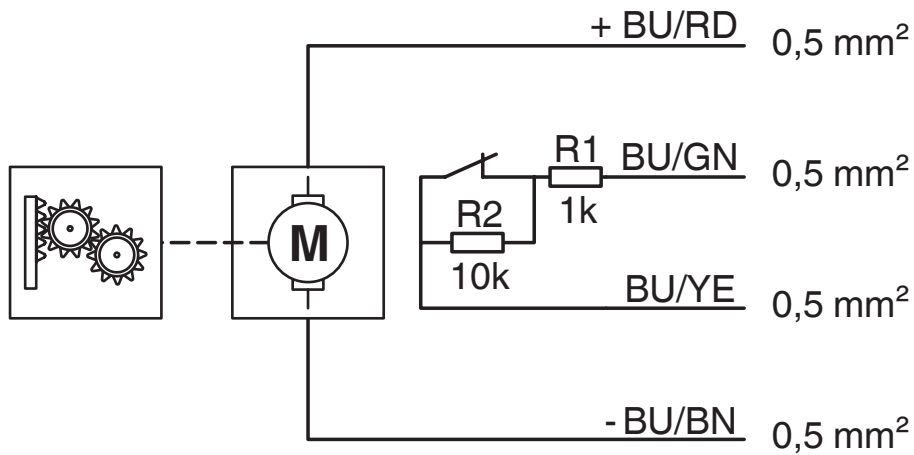 + BU/RD 0,5 mm²
R1 BU/GN 0,5 mm²
1k
R2
10k
M
BU/YE 0,5 mm²
- BU/BN 0,5 mm²